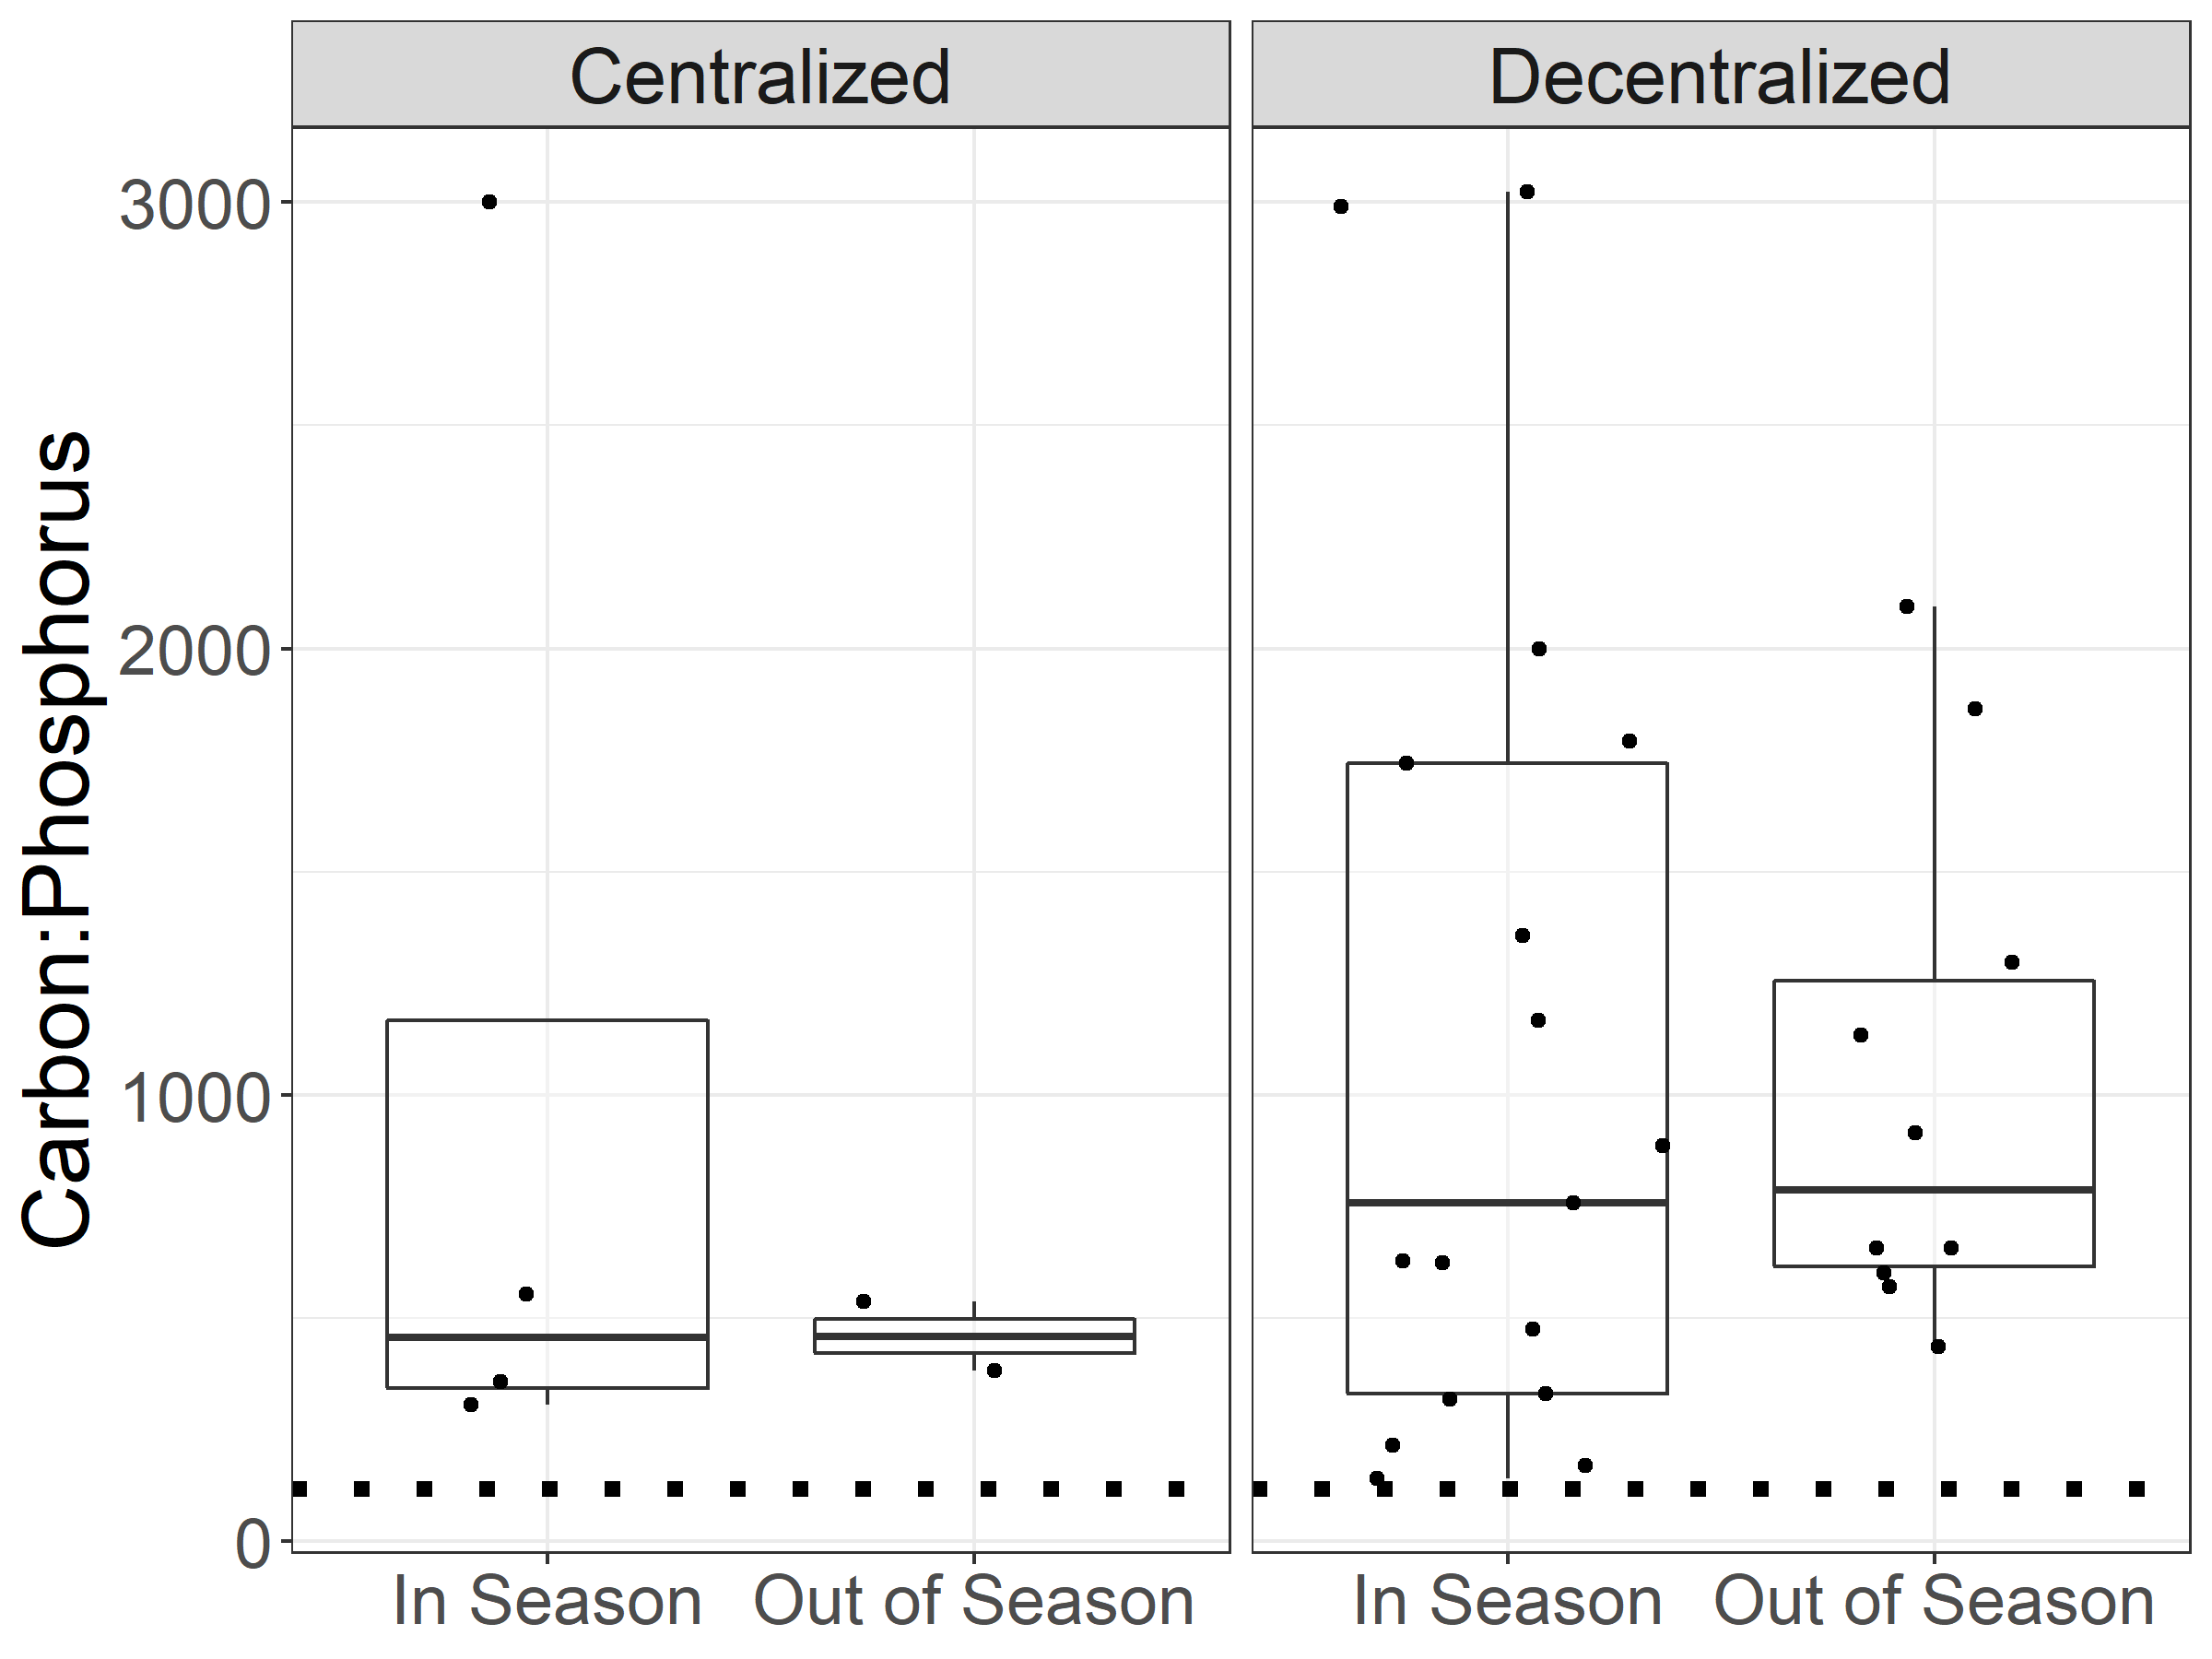 Centralized
Decentralized
Carbon:Phosphorus
3000
2000
1000
0
In Season
Out of Season
In Season
Out of Season